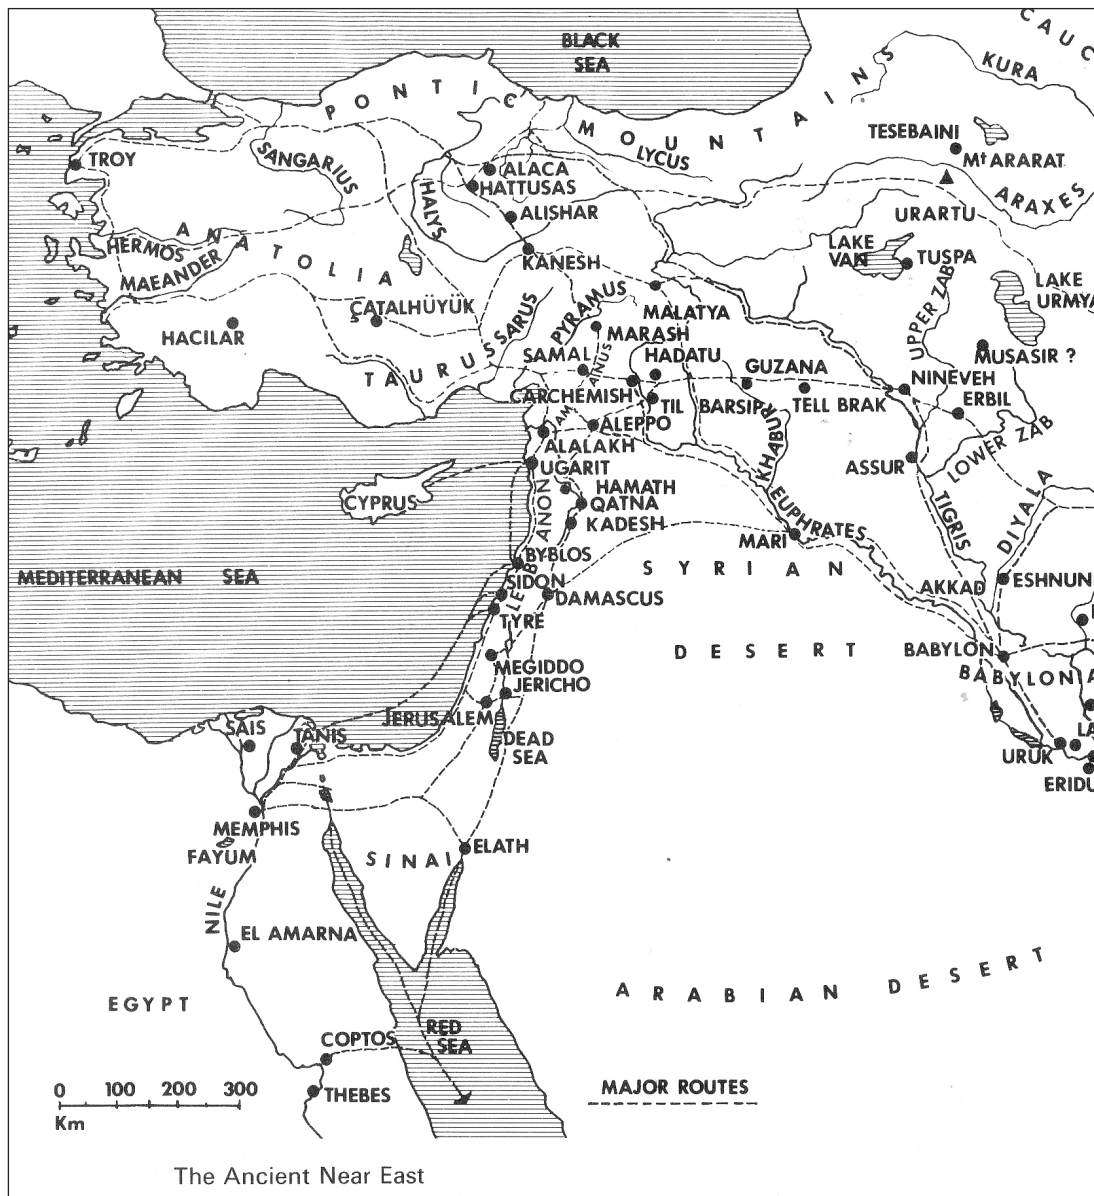 CAUC
BLACK
SEA
KURA
PONTIC
MOUNTAINS
TESEBAINI
TROY
SANGARIUS
LYCUS
Mt ARARAT
ALACA
HATTUSAS
HALYS
ARAXES
ALISHAR
URARTU
ANATOLIA
HERMOS
MAEANDER
KANESH
LAKE
VAN
TUSPA
UPPER ZAB
LAKE
URMYA
ÇATALHÜYÜK
SARUS
PYRAMUS
MALATYA
HACILAR
MARASH
MUSASIR ?
TAURUS
SAMAL
AINUS
HADATU
GUZANA
NINEVEH
CARCHEMISH
TIL
BARSIP
TELL BRAK
ERBIL
AM
ALEPPO
KHABUR
LOWER ZAB
ALALAKH
ASSUR
UGARIT
CYPRUS
HAMATH
QATNA
KADESH
EUPHRATES
TIGRIS
DIYALA
MARI
LEBANON
BYBLOS
MEDITERRANEAN SEA
SIDON
SYRIAN
DESERT
AKKAD
ESHNUN
DAMASCUS
TYRE
BABYLON
MEGIDDO
JERICHO
BABYLONIA
JERUSALEM
SAIS
TANIS
DEAD
SEA
URUK
LA
ERIDU
MEMPHIS
FAYUM
SINAI
ELATH
NILE
EL AMARNA
ARABIAN DESERT
EGYPT
RED
SEA
COPTOS
THEBES
0 100 200 300
Km
MAJOR ROUTES
The Ancient Near East